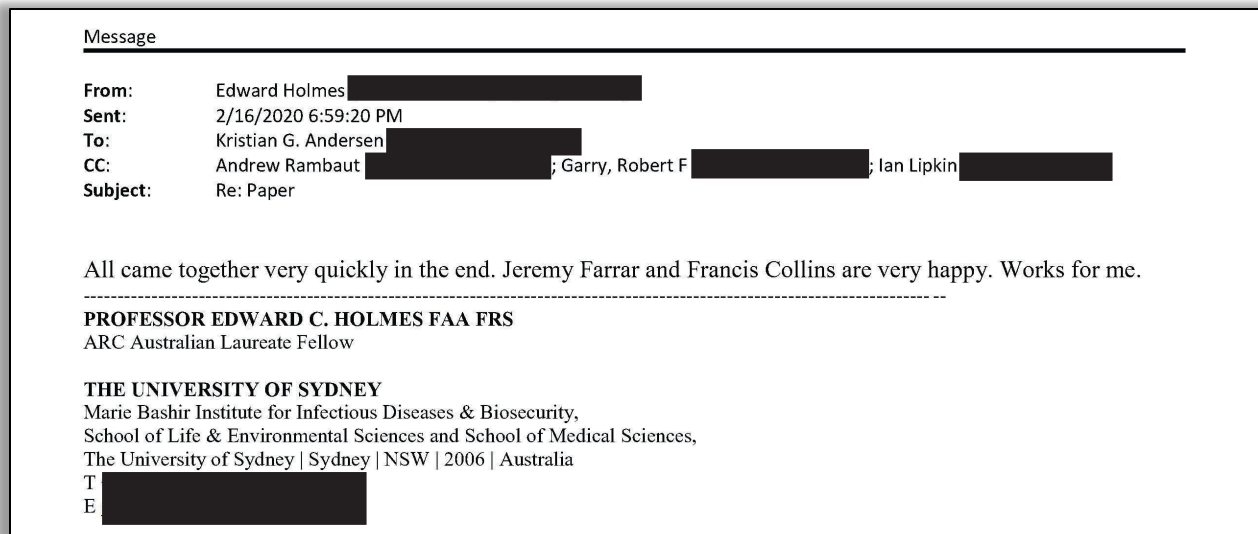 Message
From: Edward Holmes
Sent: 2/16/2020 6:59:20 PM
To: Kristian G. Andersen
CC: Andrew Rambaut ; Garry, Robert F ; Ian Lipkin
Subject: Re: Paper
All came together very quickly in the end. Jeremy Farrar and Francis Collins are very happy. Works for me.
-------------------------------------------------------------------------------------------------------------------------------- --
PROFESSOR EDWARD C. HOLMES FAA FRS
ARC Australian Laureate Fellow
THE UNIVERSITY OF SYDNEY
Marie Bashir Institute for Infectious Diseases & Biosecurity,
School of Life & Environmental Sciences and School of Medical Sciences,
The University of Sydney | Sydney | NSW | 2006 | Australia
T
E